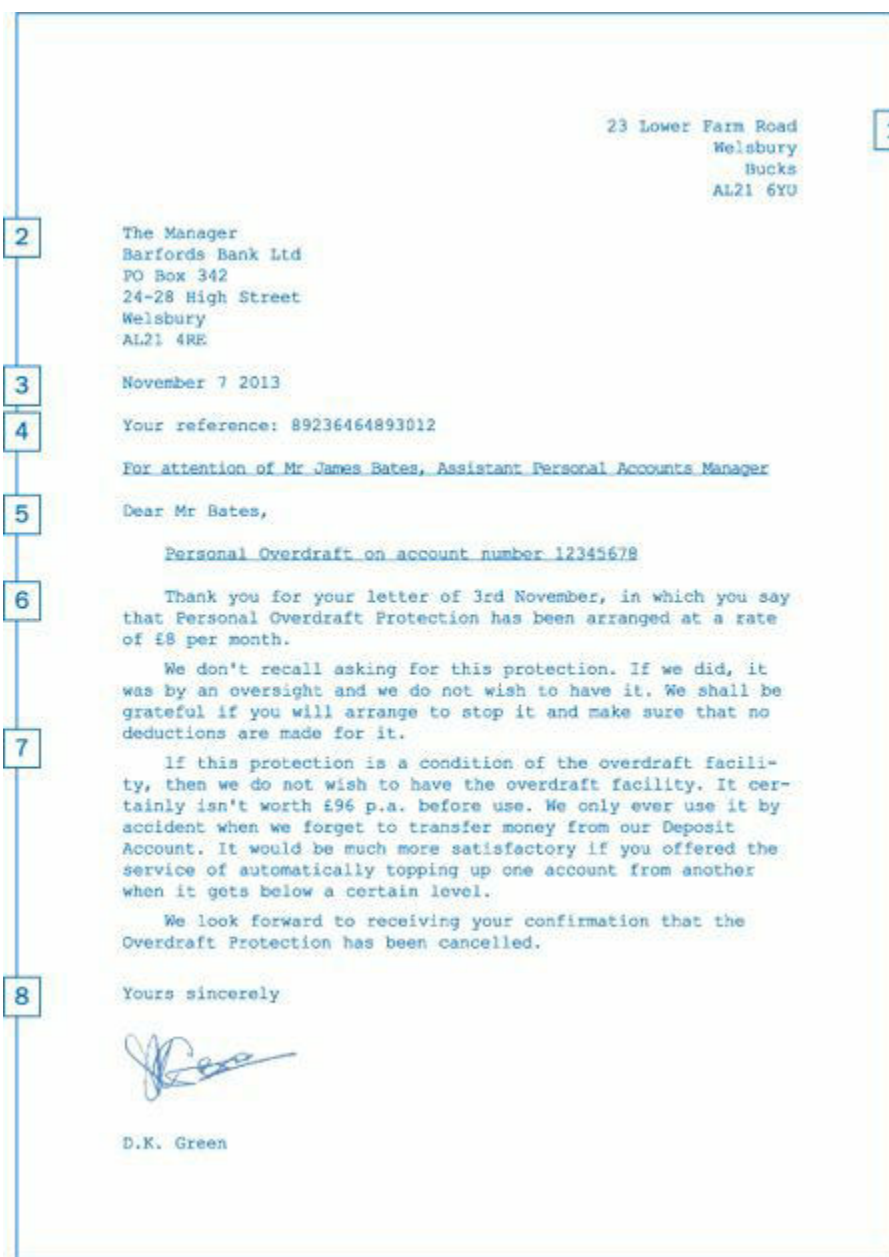 23 Lower Farm Road
Welsbury
Bucks
AL21 6YU
2
The Manager
Barfords Bank Ltd
PO Box 342
24-28 High Street
Welsbury
AL21 4RE
3
November 7 2013
4
Your reference: 89236464893012
For attention of Mr James Bates, Assistant Personal Accounts Manager
5
Dear Mr Bates,
Personal Overdraft on account number 12345678
6
Thank you for your letter of 3rd November, in which you say
that Personal Overdraft Protection has been arranged at a rate
of £8 per month.
We don't recall asking for this protection. If we did, it
was by an oversight and we do not wish to have it. We shall be
grateful if you will arrange to stop it and make sure that no
deductions are made for it.
7
If this protection is a condition of the overdraft facili-
ty, then we do not wish to have the overdraft facility. It cer-
tainly isn't worth £96 p.a. before use. We only ever use it by
accident when we forget to transfer money from our Deposit
Account. It would be much more satisfactory if you offered the
service of automatically topping up one account from another
when it gets below a certain level.
We look forward to receiving your confirmation that the
Overdraft Protection has been cancelled.
8
Yours sincerely
D.K. Green